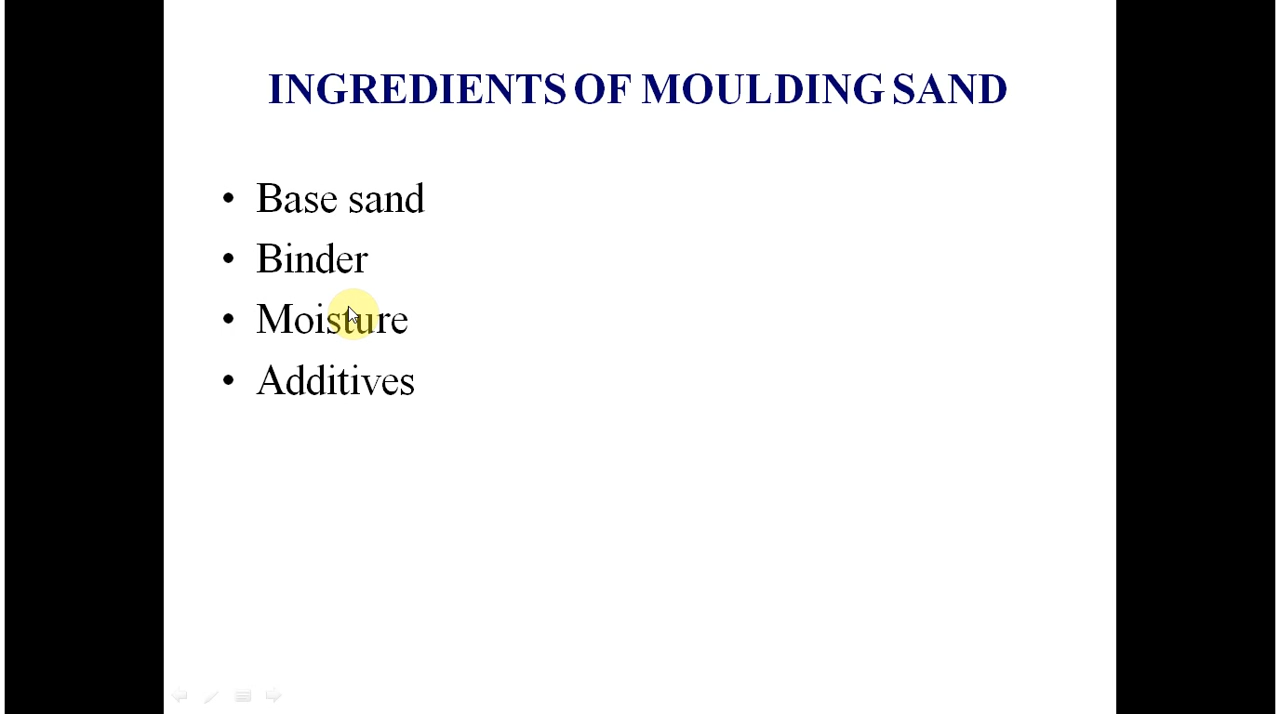 INGREDIENTS OF MOULDING SAND
• Base sand
• Binder
• Moisture
• Additives